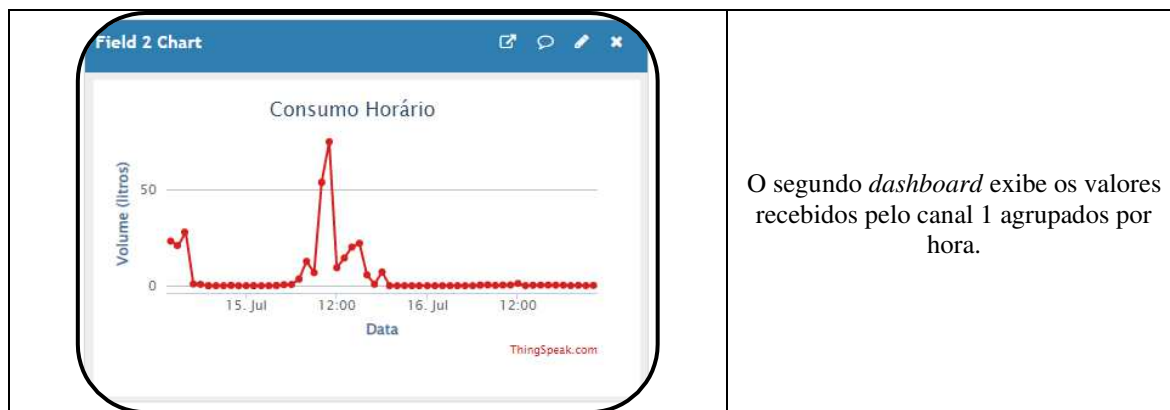 Field 2 Chart
Consumo Horário
Volume (litros)
50
0
15. Jul
12:00
16. Jul
12:00
Data
ThingSpeak.com
O segundo dashboard exibe os valores
recebidos pelo canal 1 agrupados por
hora.